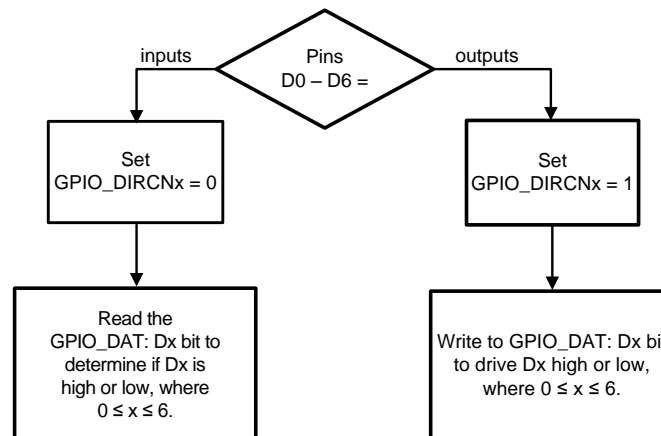 inputs
Pins
D0 – D6 =
outputs
Set
GPIO_DIRCNx = 0
Set
GPIO_DIRCNx = 1
Read the
GPIO_DAT: Dx bit to
determine if Dx is
high or low, where
0 ≤ x ≤ 6.
Write to GPIO_DAT: Dx bi
to drive Dx high or low,
where 0 ≤ x ≤ 6.